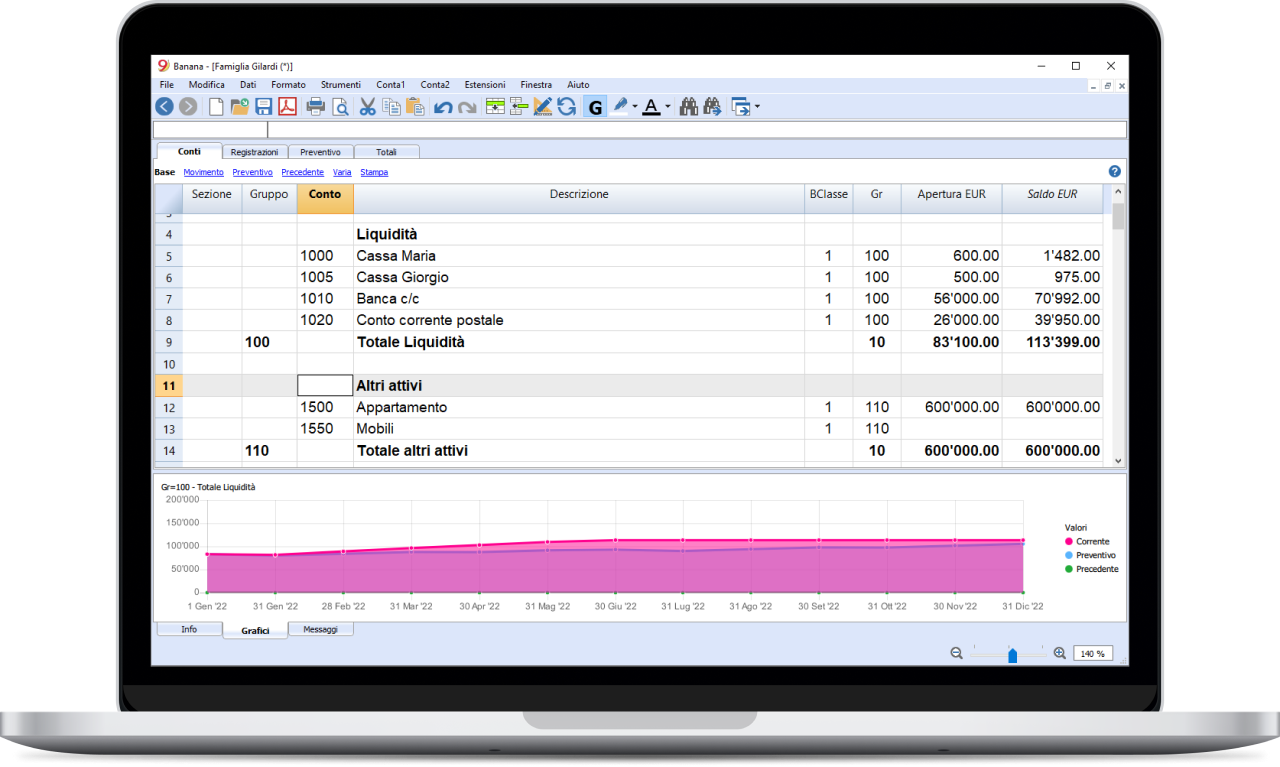 9 Banana - [Famiglia Gilardi (*)]
File Modifica Dati Formato Strumenti Conta1 Conta2 Estensioni Finestra Aiuto
G A
Conti Registrazioni Preventivo Totali
Base Movimento Preventivo Precedente Varia Stampa ?
Sezione Gruppo Conto Descrizione BClasse Gr Apertura EUR Saldo EUR
4 Liquidità
5 1000 Cassa Maria 1 100 600.00 1'482.00
6 1005 Cassa Giorgio 1 100 500.00 975.00
7 1010 Banca c/c 1 100 56'000.00 70'992.00
8 1020 Conto corrente postale 1 100 26'000.00 39'950.00
9 100 Totale Liquidità 10 83'100.00 113'399.00
10
11 Altri attivi
12 1500 Appartamento 1 110 600'000.00 600'000.00
13 1550 Mobili 1 110
14 110 Totale altri attivi 10 600'000.00 600'000.00
Gr=100 - Totale Liquidità
200'000
150'000
100'000
50'000
0
1 Gen '22 31 Gen '22 28 Feb '22 31 Mar '22 30 Apr '22 31 Mag '22 30 Giu '22 31 Lug '22 31 Ago '22 30 Set '22 31 Ott '22 30 Nov '22 31 Dic '22
Valori
Corrente
Preventivo
Precedente
Info Grafici Messaggi
140 %